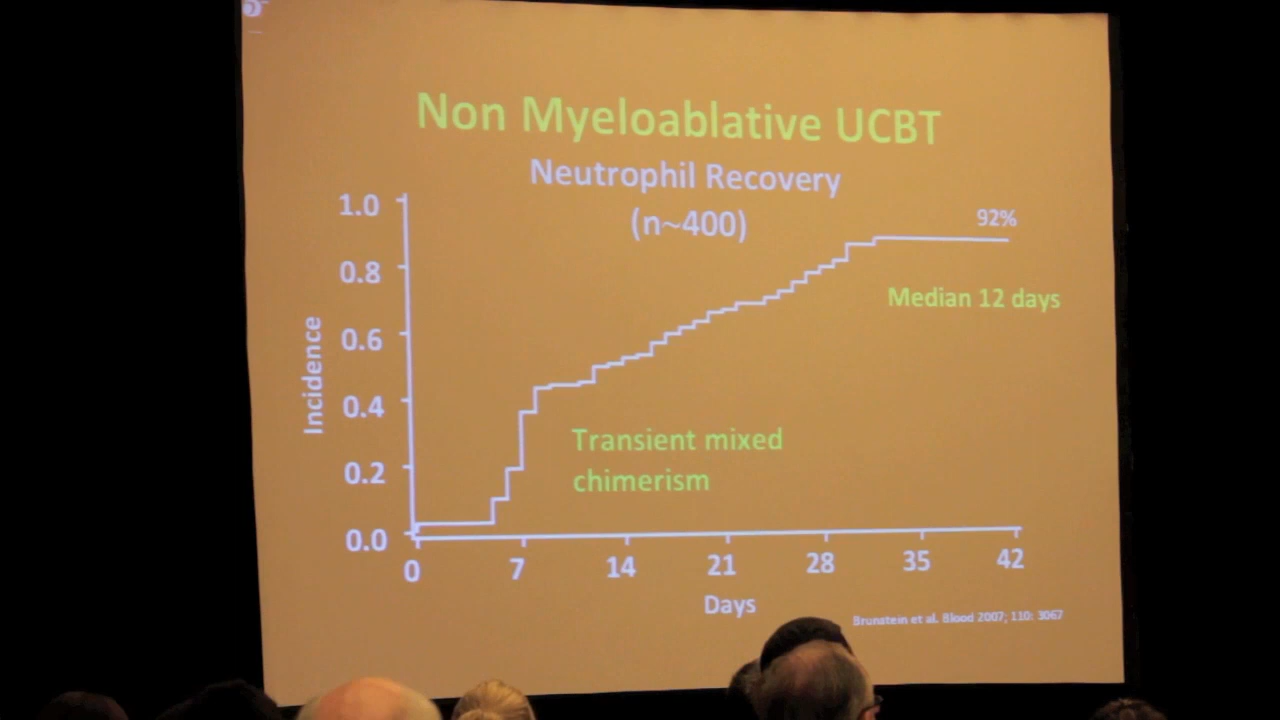 Non Myeloablative UCBT
Neutrophil Recovery
(n~400)
1.0
0.8
0.6
0.4
0.2
0.0
Incidence
92%
Median 12 days
Transient mixed
chimerism
0 7 14 21 28 35 42
Days
Brunstein et al. Blood 2007; 110: 3067